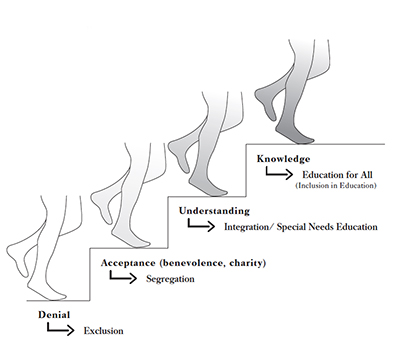 Knowledge
Education for All
(Inclusion in Education)
Understanding
Integration/ Special Needs Education
Acceptance (benevolence, charity)
Segregation
Denial
Exclusion